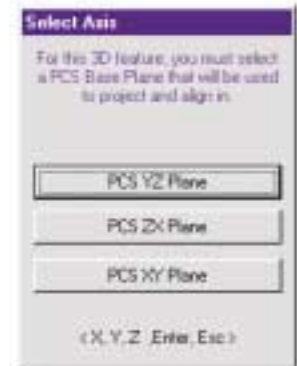 Select Axis
For this 3D feature, you must select
a PCS Base Plane that will be used
to project and align in.
PCS YZ Plane
PCS ZX Plane
PCS XY Plane
< X, Y, Z ,Enter, Esc >